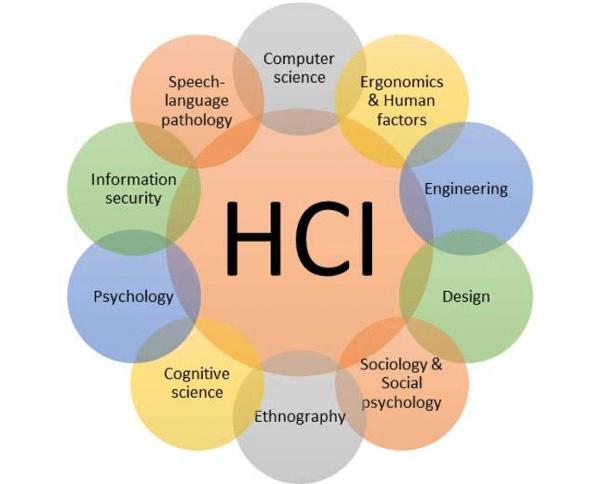 Computer
science
Ergonomics
& Human
factors
Engineering
Design
Sociology &
Social
psychology
Ethnography
Cognitive
science
Psychology
Information
security
Speech-
language
pathology
HCI